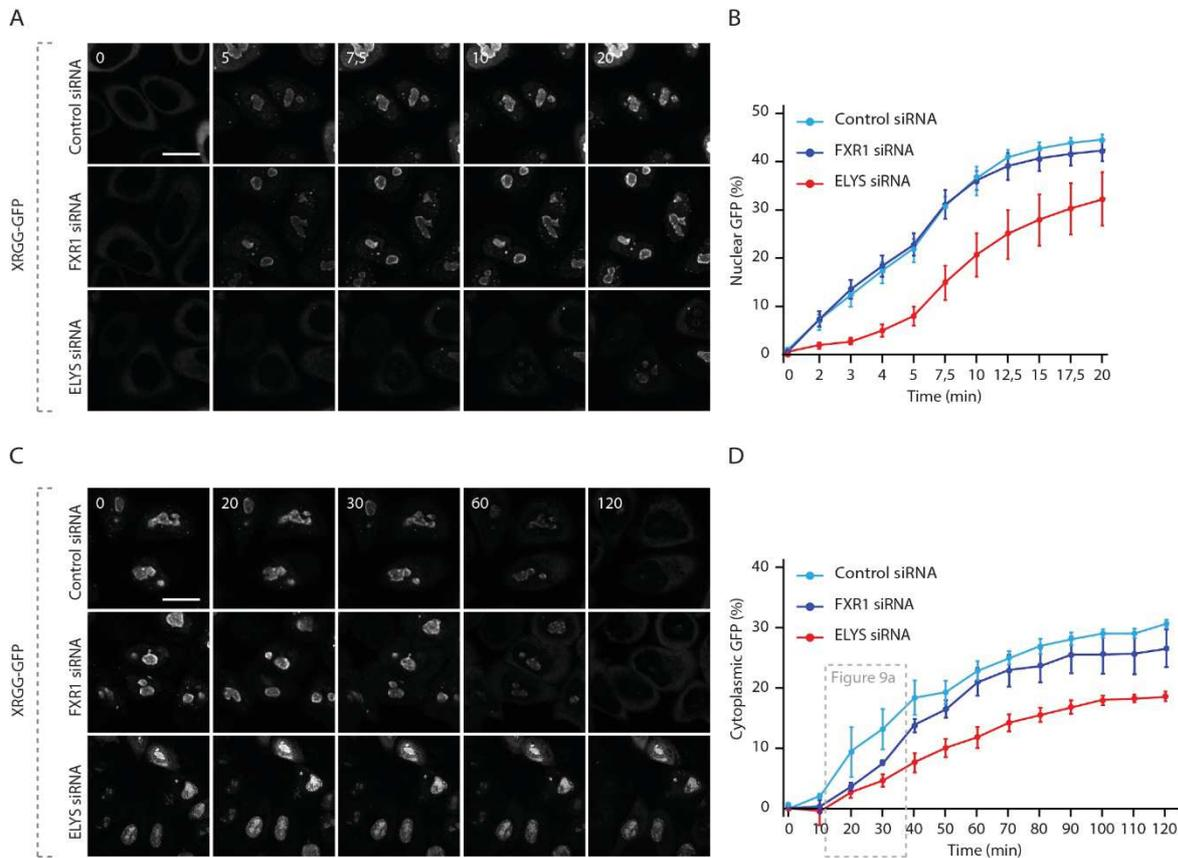 A
XRGG-GFP
Control siRNA
FXR1 siRNA
ELYS siRNA
0
5
7,5
10
20
B
Nuclear GFP (%)
50
40
30
20
10
0
Control siRNA
FXR1 siRNA
ELYS siRNA
0 2 3 4 5 7,5 10 12,5 15 17,5 20
Time (min)
C
XRGG-GFP
Control siRNA
FXR1 siRNA
ELYS siRNA
0
20
30
60
120
D
Cytoplasmic GFP (%)
40
30
20
10
0
Control siRNA
FXR1 siRNA
ELYS siRNA
Figure 9a
0 10 20 30 40 50 60 70 80 90 100 110 120
Time (min)